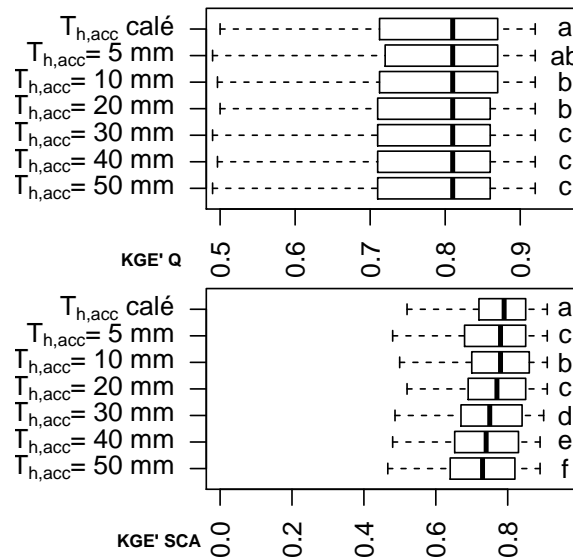 T_h,acc calé a
T_h,acc= 5 mm ab
T_h,acc= 10 mm b
T_h,acc= 20 mm b
T_h,acc= 30 mm c
T_h,acc= 40 mm c
T_h,acc= 50 mm c
KGE' Q 0.5 0.6 0.7 0.8 0.9
T_h,acc calé a
T_h,acc= 5 mm c
T_h,acc= 10 mm b
T_h,acc= 20 mm c
T_h,acc= 30 mm d
T_h,acc= 40 mm e
T_h,acc= 50 mm f
KGE' SCA 0.0 0.2 0.4 0.6 0.8